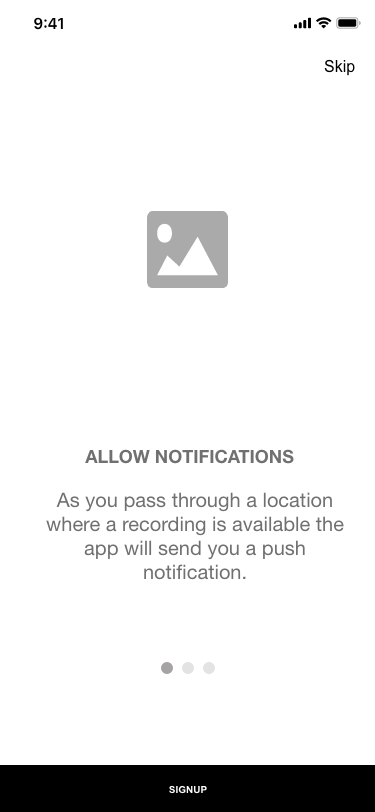 9:41
Skip
ALLOW NOTIFICATIONS
As you pass through a location
where a recording is available the
app will send you a push
notification.
SIGNUP